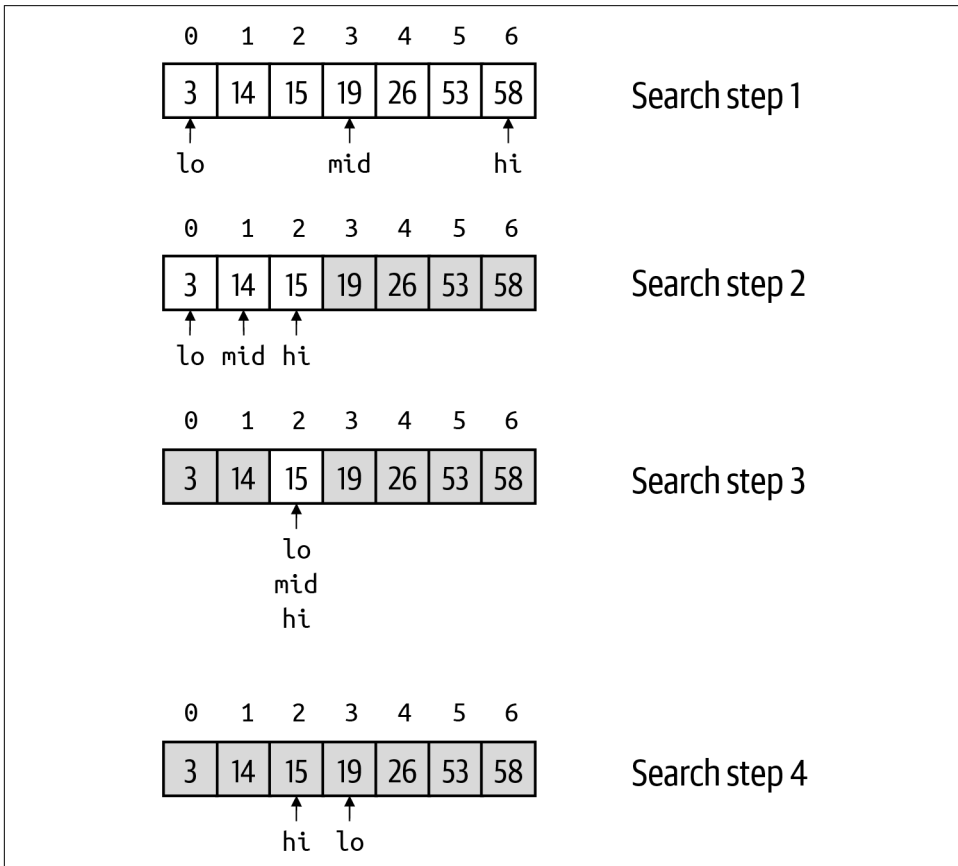 0 1 2 3 4 5 6
3 14 15 19 26 53 58 Search step 1
lo mid hi
0 1 2 3 4 5 6
3 14 15 19 26 53 58 Search step 2
lo mid hi
0 1 2 3 4 5 6
3 14 15 19 26 53 58 Search step 3
lo
mid
hi
0 1 2 3 4 5 6
3 14 15 19 26 53 58 Search step 4
hi lo